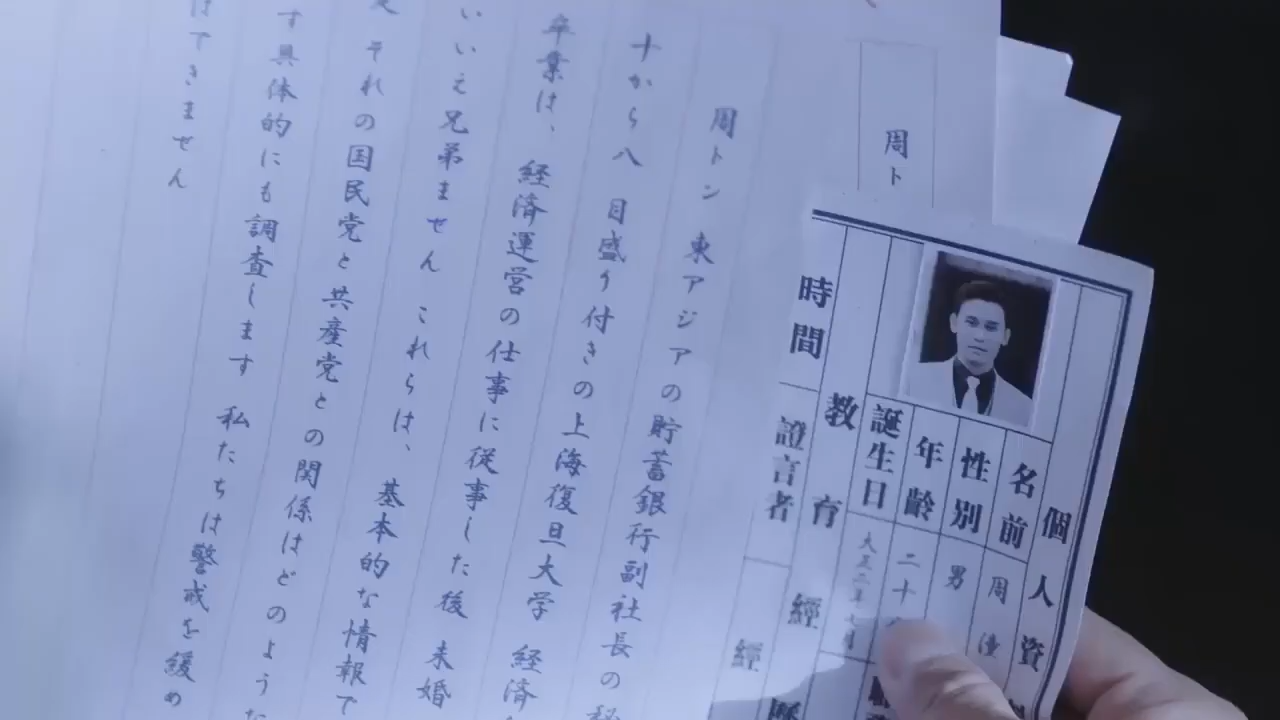 周ト
周トン 東アジアの貯蓄銀行副社長の秘
十から八 目盛り付きの上海復旦大学 経済
卒業は、 経済運営の仕事に従事した後 未婚
いいえ兄弟ません これらは、 基本的な情報で
それの国民党と共産党との関係はどのような
す具体的にも調査します 私たちは警戒を緩め
はできません
個人資
名前 周
性別 男
年齢 二十
誕生日
教育 經
時間
證言者
經歷